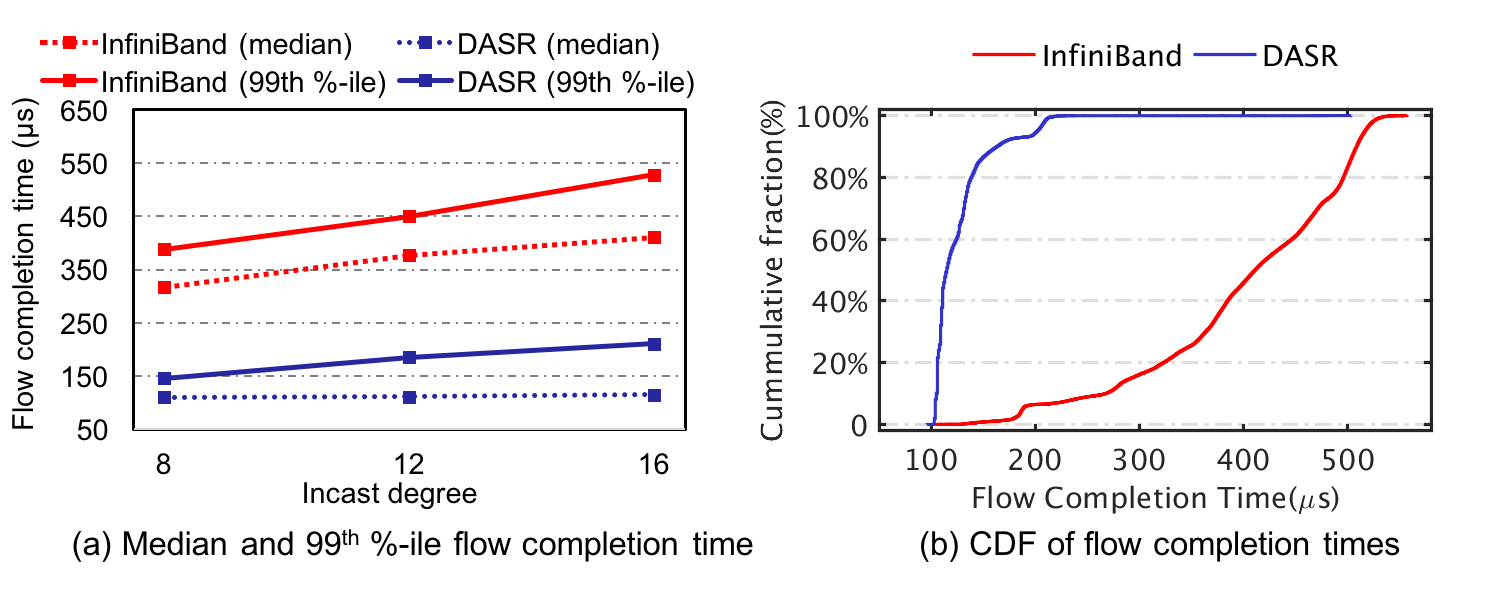 InfiniBand (median) DASR (median)
InfiniBand (99th %-ile) DASR (99th %-ile)
Flow completion time (µs)
650
550
450
350
250
150
50
8 12 16
Incast degree
(a) Median and 99th %-ile flow completion time
InfiniBand DASR
Cummulative fraction(%)
100%
80%
60%
40%
20%
0
100 200 300 400 500
Flow Completion Time(μs)
(b) CDF of flow completion times